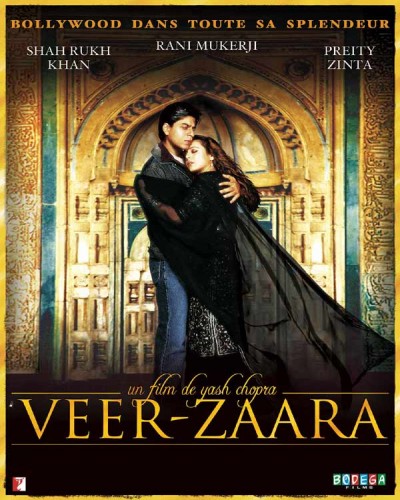 BOLLYWOOD DANS TOUTE SA SPLENDEUR
SHAH RUKH
KHAN
RANI MUKERJI
PREITY
ZINTA
un film de yash chopra
VEER-ZAARA
BODEGA
FILMS